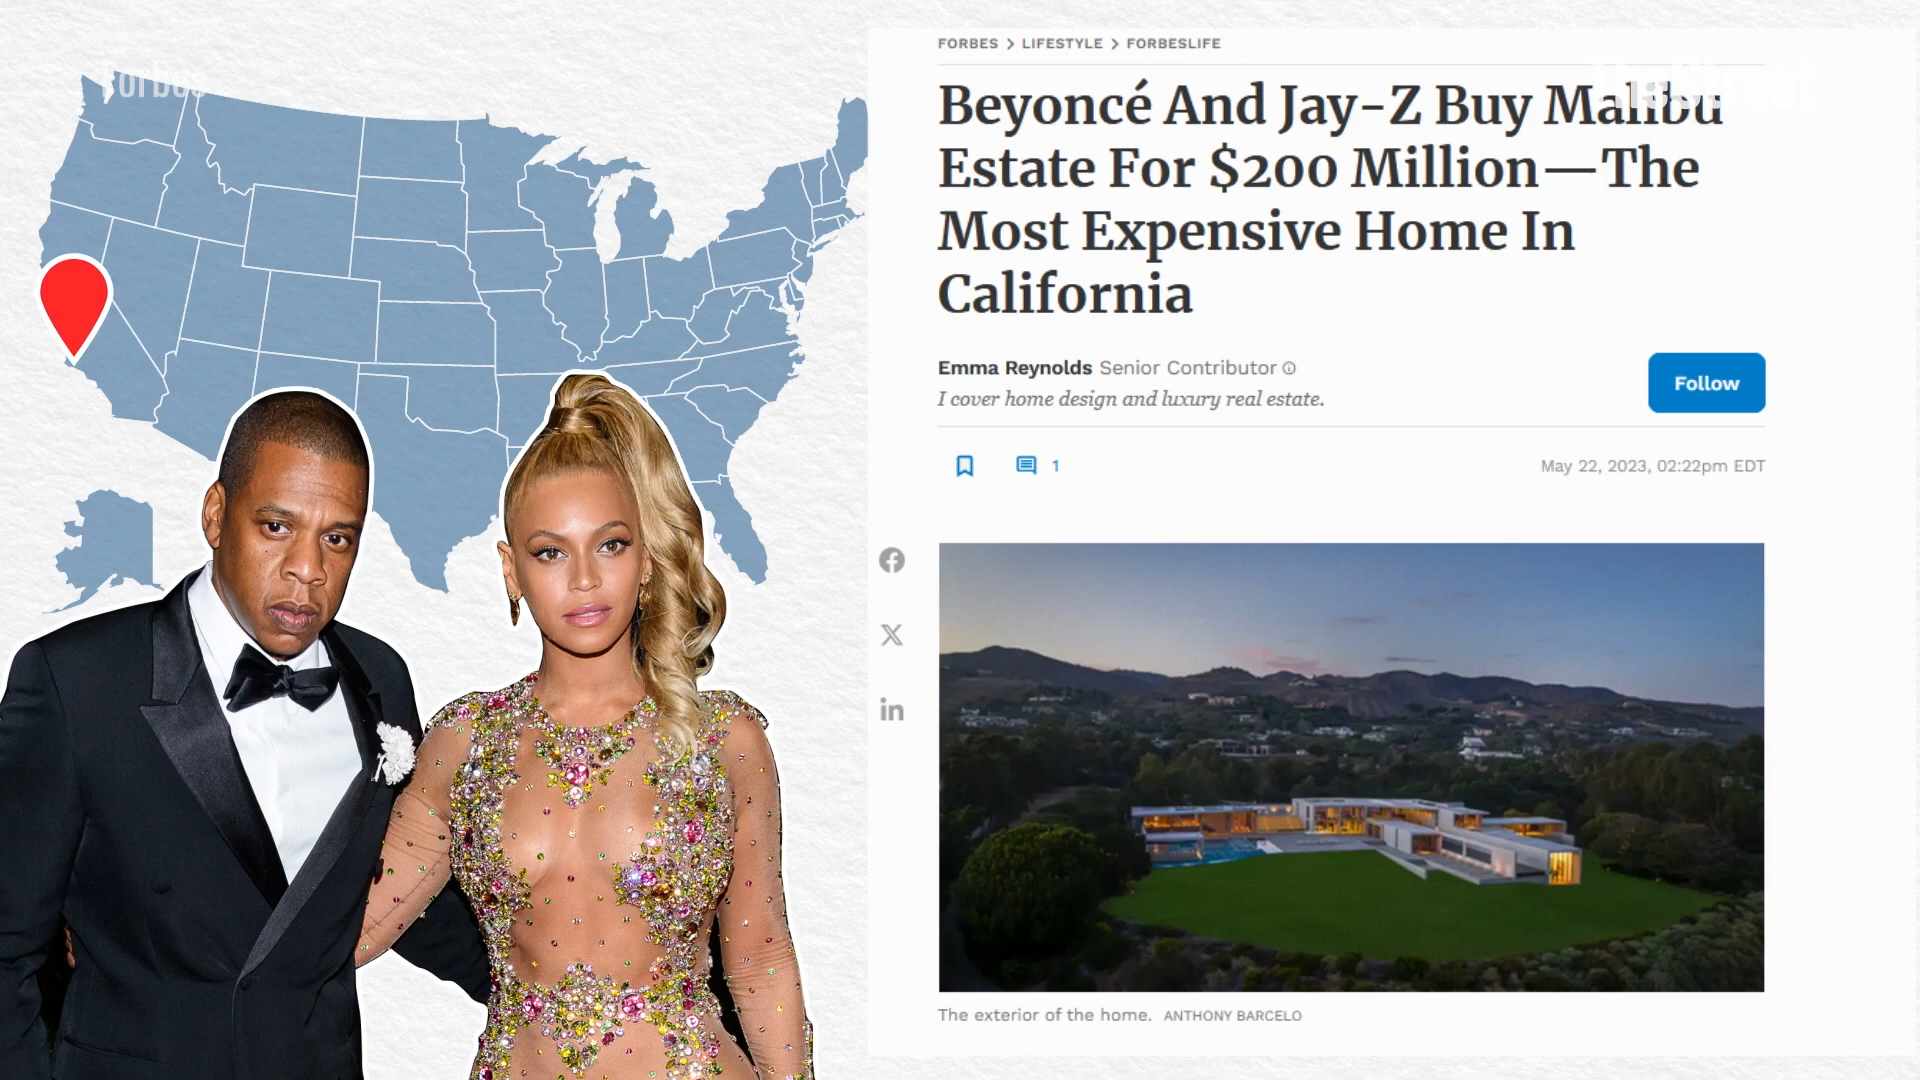 Forbes
FORBES > LIFESTYLE > FORBESLIFE
TheStreet
Beyoncé And Jay-Z Buy Malibu
Estate For $200 Million—The
Most Expensive Home In
California
Emma Reynolds Senior Contributor
I cover home design and luxury real estate.
Follow
1
May 22, 2023, 02:22pm EDT
The exterior of the home. ANTHONY BARCELO